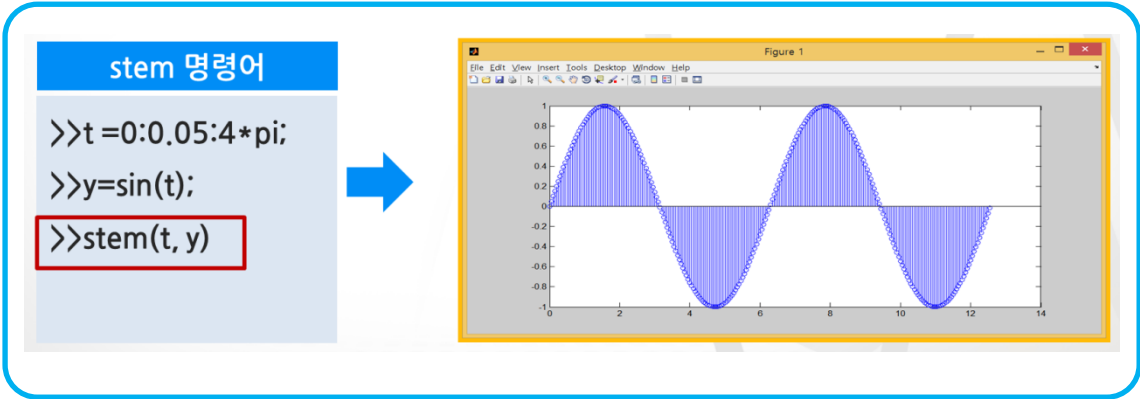 stem 명령어
>>t =0:0.05:4*pi;
>>y=sin(t);
>>stem(t, y)
Figure 1
File Edit View Insert Tools Desktop Window Help
1
0.8
0.6
0.4
0.2
0
-0.2
-0.4
-0.6
-0.8
-1
0 2 4 6 8 10 12 14